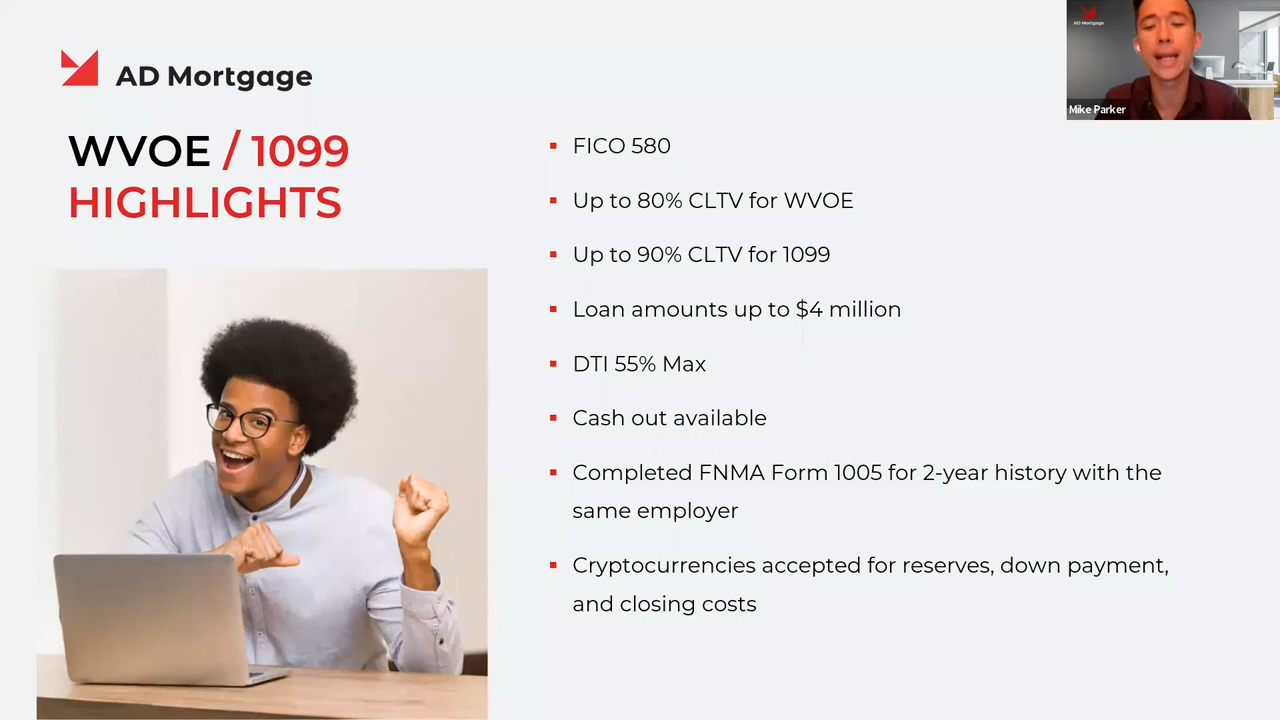 AD Mortgage
AD Mortgage
Mike Parker
WVOE / 1099
HIGHLIGHTS
FICO 580
Up to 80% CLTV for WVOE
Up to 90% CLTV for 1099
Loan amounts up to $4 million
DTI 55% Max
Cash out available
Completed FNMA Form 1005 for 2-year history with the
same employer
Cryptocurrencies accepted for reserves, down payment,
and closing costs